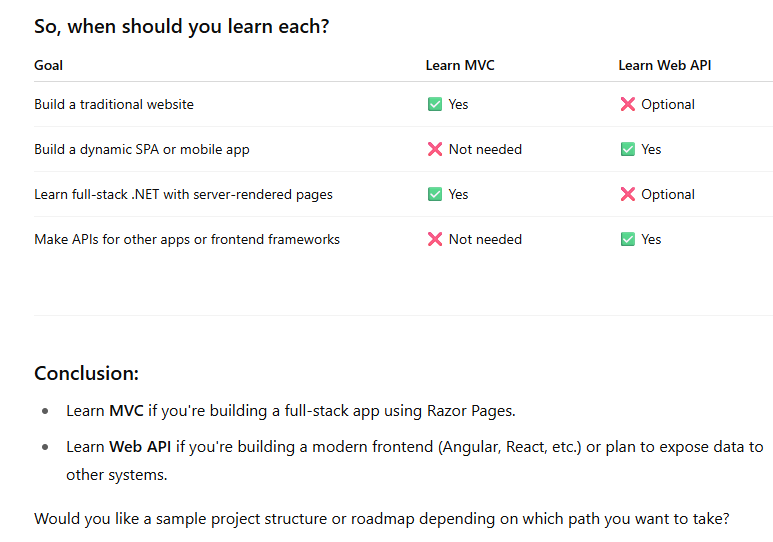 So, when should you learn each?
Goal Learn MVC Learn Web API
Build a traditional website ✅ Yes ❌ Optional
Build a dynamic SPA or mobile app ❌ Not needed ✅ Yes
Learn full-stack .NET with server-rendered pages ✅ Yes ❌ Optional
Make APIs for other apps or frontend frameworks ❌ Not needed ✅ Yes
Conclusion:
• Learn MVC if you're building a full-stack app using Razor Pages.
• Learn Web API if you're building a modern frontend (Angular, React, etc.) or plan to expose data to
other systems.
Would you like a sample project structure or roadmap depending on which path you want to take?